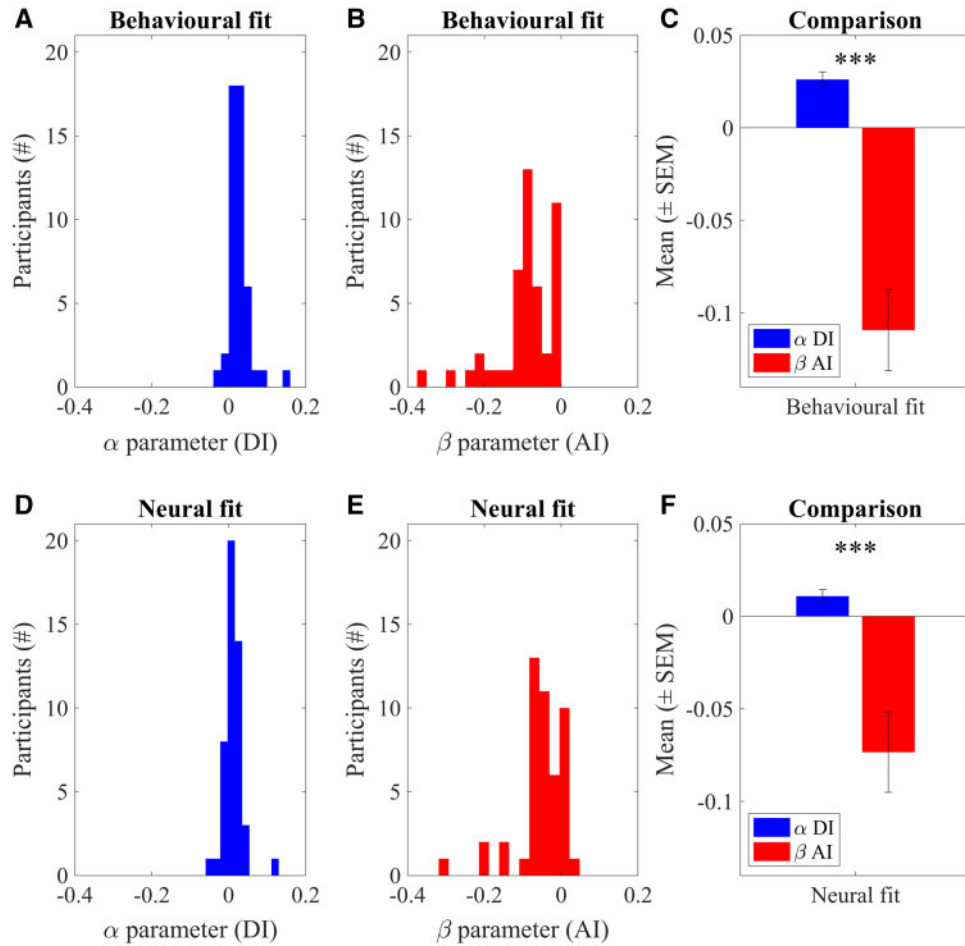 A
Behavioural fit
20
15
10
5
0
Participants (#)
-0.4 -0.2 0 0.2
α parameter (DI)
B
Behavioural fit
20
15
10
5
0
Participants (#)
-0.4 -0.2 0 0.2
β parameter (AI)
C
Comparison
0.05
0
-0.05
-0.1
Mean (± SEM)
***
α DI
β AI
Behavioural fit
D
Neural fit
20
15
10
5
0
Participants (#)
-0.4 -0.2 0 0.2
α parameter (DI)
E
Neural fit
20
15
10
5
0
Participants (#)
-0.4 -0.2 0 0.2
β parameter (AI)
F
Comparison
0.05
0
-0.05
-0.1
Mean (± SEM)
***
α DI
β AI
Neural fit